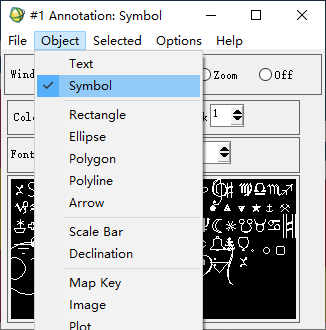 #1 Annotation: Symbol
File Object Selected Options Help
Text
Wind Zoom Off
Symbol
Rectangle
Colo k 1
Ellipse
Font Polygon
Polyline
Arrow
Scale Bar
Declination
Map Key
Image
Plot